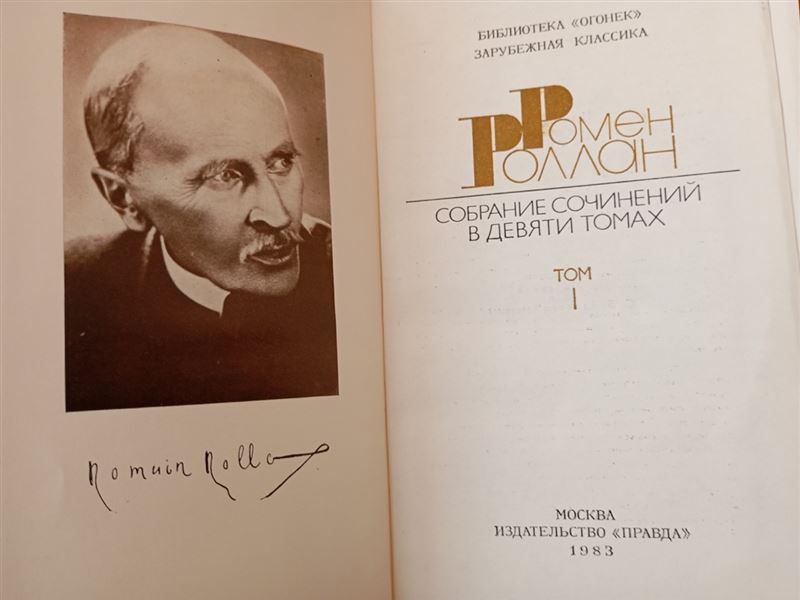 Romain Rolland
БИБЛИОТЕКА «ОГОНЕК»
ЗАРУБЕЖНАЯ КЛАССИКА
РОМЕН
РОЛЛАН
СОБРАНИЕ СОЧИНЕНИЙ
В ДЕВЯТИ ТОМАХ
ТОМ
I
МОСКВА
ИЗДАТЕЛЬСТВО «ПРАВДА»
1983